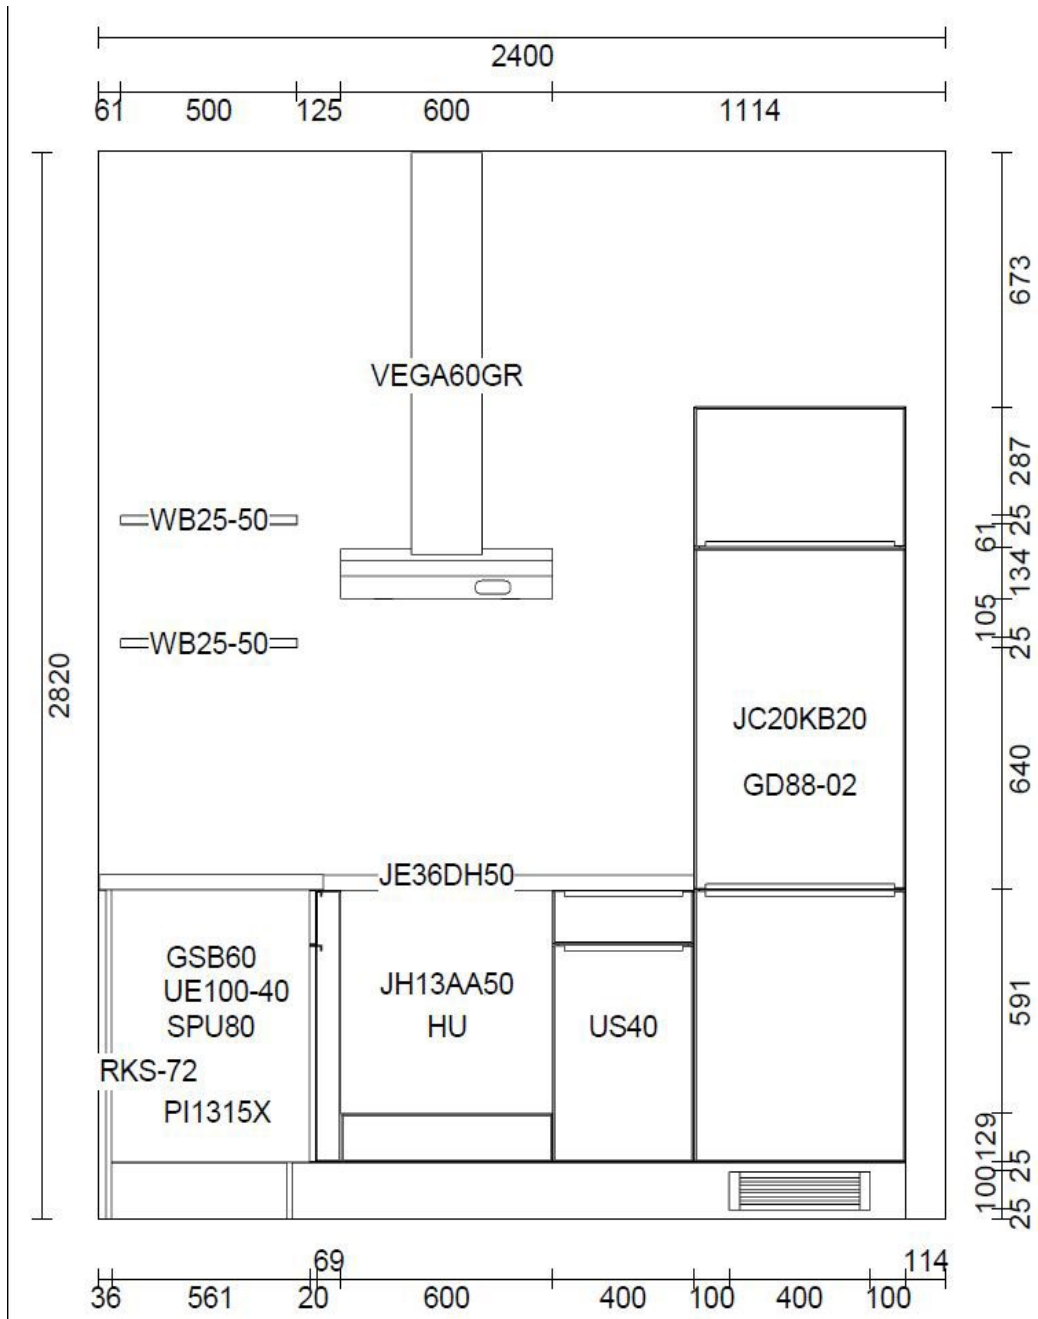 2400
61 500 125 600 1114
673
VEGA60GR
287
WB25-50
25
61
134
105
WB25-50
25
2820
JC20KB20
640
GD88-02
JE36DH50
GSB60
UE100-40
SPU80
JH13AA50
HU
US40
591
RKS-72
PI1315X
129
25
100
25
69 114
36 561 20 600 400 100 400 100